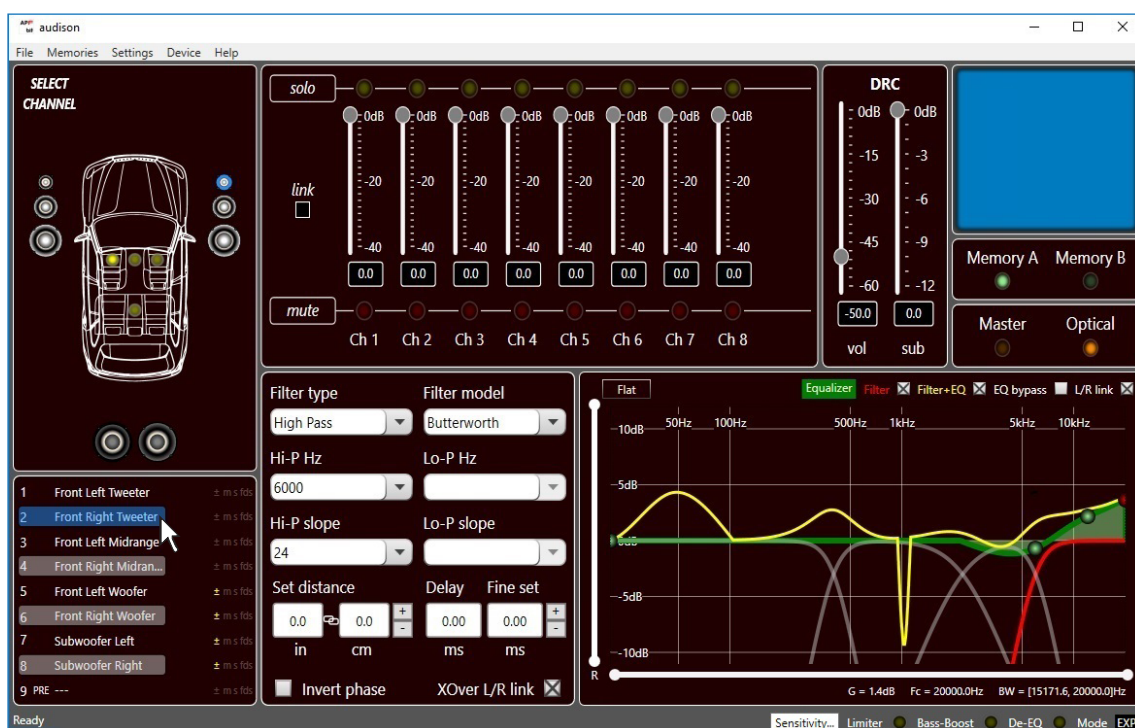 audison
File Memories Settings Device Help
SELECT
CHANNEL
1 Front Left Tweeter ± m s fds
2 Front Right Tweeter ± m s fds
3 Front Left Midrange ± m s fds
4 Front Right Midran... ± m s fds
5 Front Left Woofer ± m s fds
6 Front Right Woofer ± m s fds
7 Subwoofer Left ± m s fds
8 Subwoofer Right ± m s fds
9 PRE --- ± m s fds
solo
0dB 0dB 0dB 0dB 0dB 0dB 0dB 0dB
link
-20 -20 -20 -20 -20 -20 -20 -20
-40 -40 -40 -40 -40 -40 -40 -40
0.0 0.0 0.0 0.0 0.0 0.0 0.0 0.0
mute
Ch 1 Ch 2 Ch 3 Ch 4 Ch 5 Ch 6 Ch 7 Ch 8
DRC
0dB 0dB
-15 -3
-30 -6
-45 -9
-60 -12
-50.0 0.0
vol sub
Memory A Memory B
Master Optical
Filter type Filter model
High Pass Butterworth
Hi-P Hz Lo-P Hz
6000
Hi-P slope Lo-P slope
24
Set distance Delay Fine set
0.0 0.0 + - 0.00 0.00 + -
in cm ms ms
Invert phase XOver L/R link
Flat Equalizer Filter Filter+EQ EQ bypass L/R link
50Hz 100Hz 500Hz 1kHz 5kHz 10kHz
-10dB
-5dB
0dB
-5dB
-10dB
R
G = 1.4dB Fc = 20000.0Hz BW = [15171.6, 20000.0]Hz
Ready Sensitivity... Limiter Bass-Boost De-EQ Mode EXP